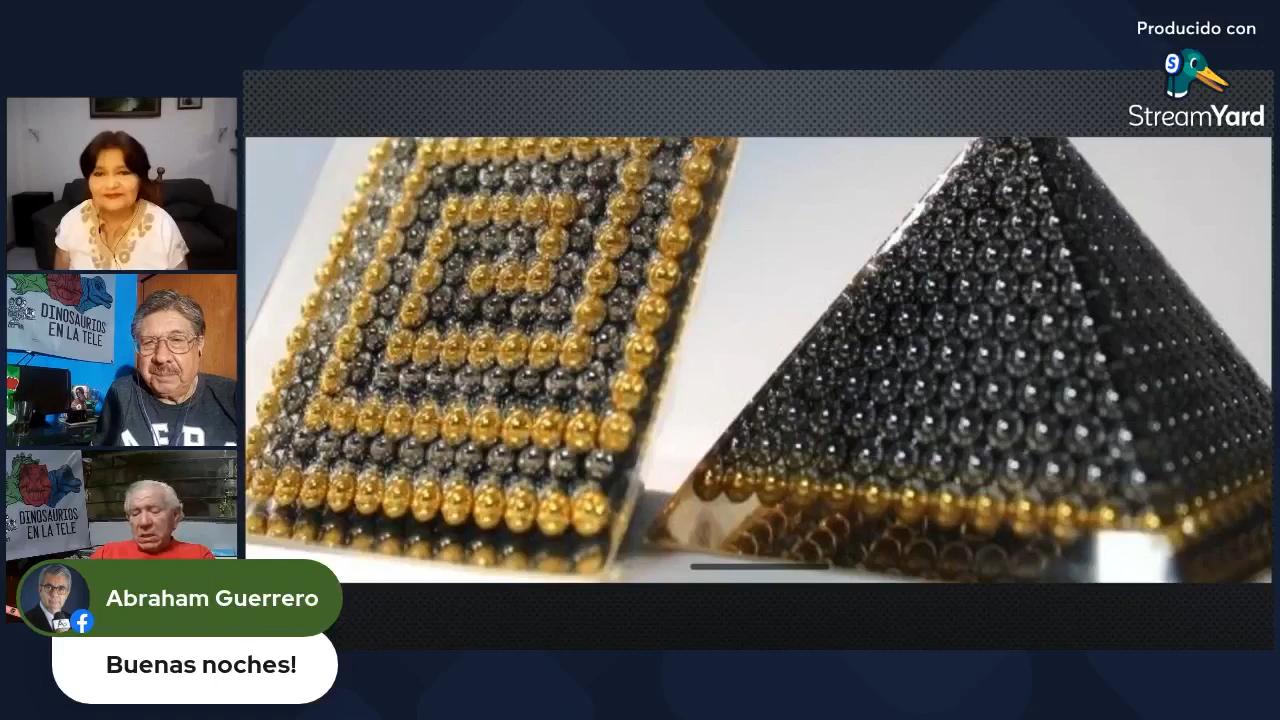 Producido con
S
StreamYard
DINOSAURIOS
EN LA TELE
DINOSAURIOS
EN LA TELE
Abraham Guerrero
Buenas noches!